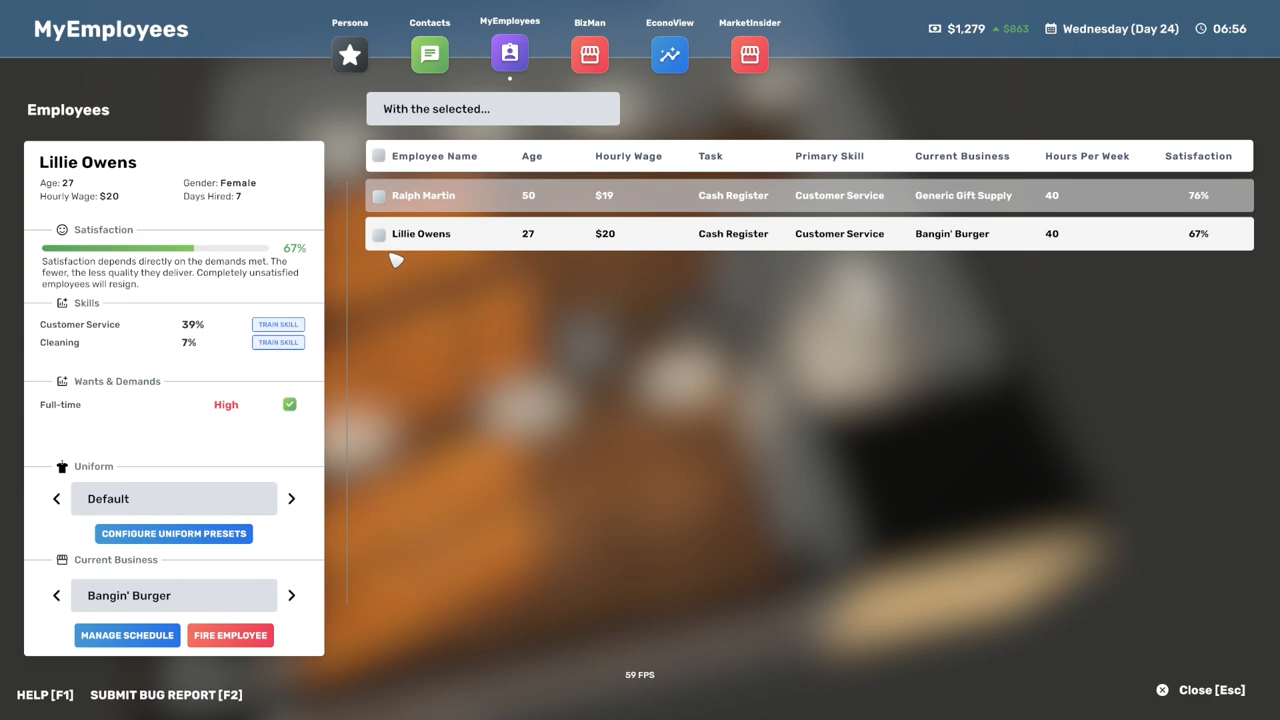 MyEmployees
Persona
Contacts
MyEmployees
BizMan
EconoView
MarketInsider
$1,279 $863
Wednesday (Day 24)
06:56
Employees
Lillie Owens
Age: 27
Gender: Female
Hourly Wage: $20
Days Hired: 7
Satisfaction
67%
Satisfaction depends directly on the demands met. The
fewer, the less quality they deliver. Completely unsatisfied
employees will resign.
Skills
Customer Service 39% TRAIN SKILL
Cleaning 7% TRAIN SKILL
Wants & Demands
Full-time High
Uniform
Default
CONFIGURE UNIFORM PRESETS
Current Business
Bangin' Burger
MANAGE SCHEDULE FIRE EMPLOYEE
With the selected...
Employee Name Age Hourly Wage Task Primary Skill Current Business Hours Per Week Satisfaction
Ralph Martin 50 $19 Cash Register Customer Service Generic Gift Supply 40 76%
Lillie Owens 27 $20 Cash Register Customer Service Bangin' Burger 40 67%
59 FPS
HELP [F1] SUBMIT BUG REPORT [F2]
Close [Esc]